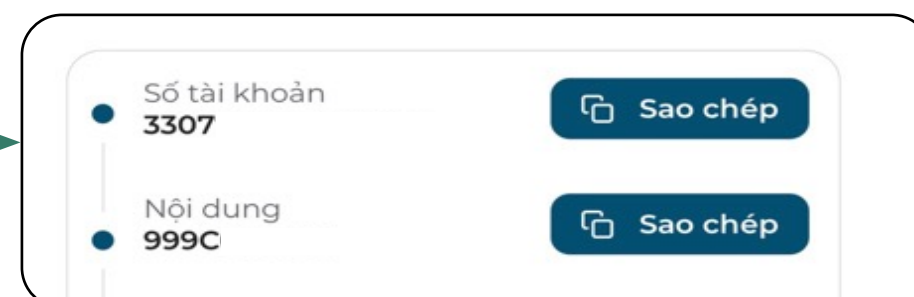 Số tài khoản
3307
Sao chép
Nội dung
999C
Sao chép